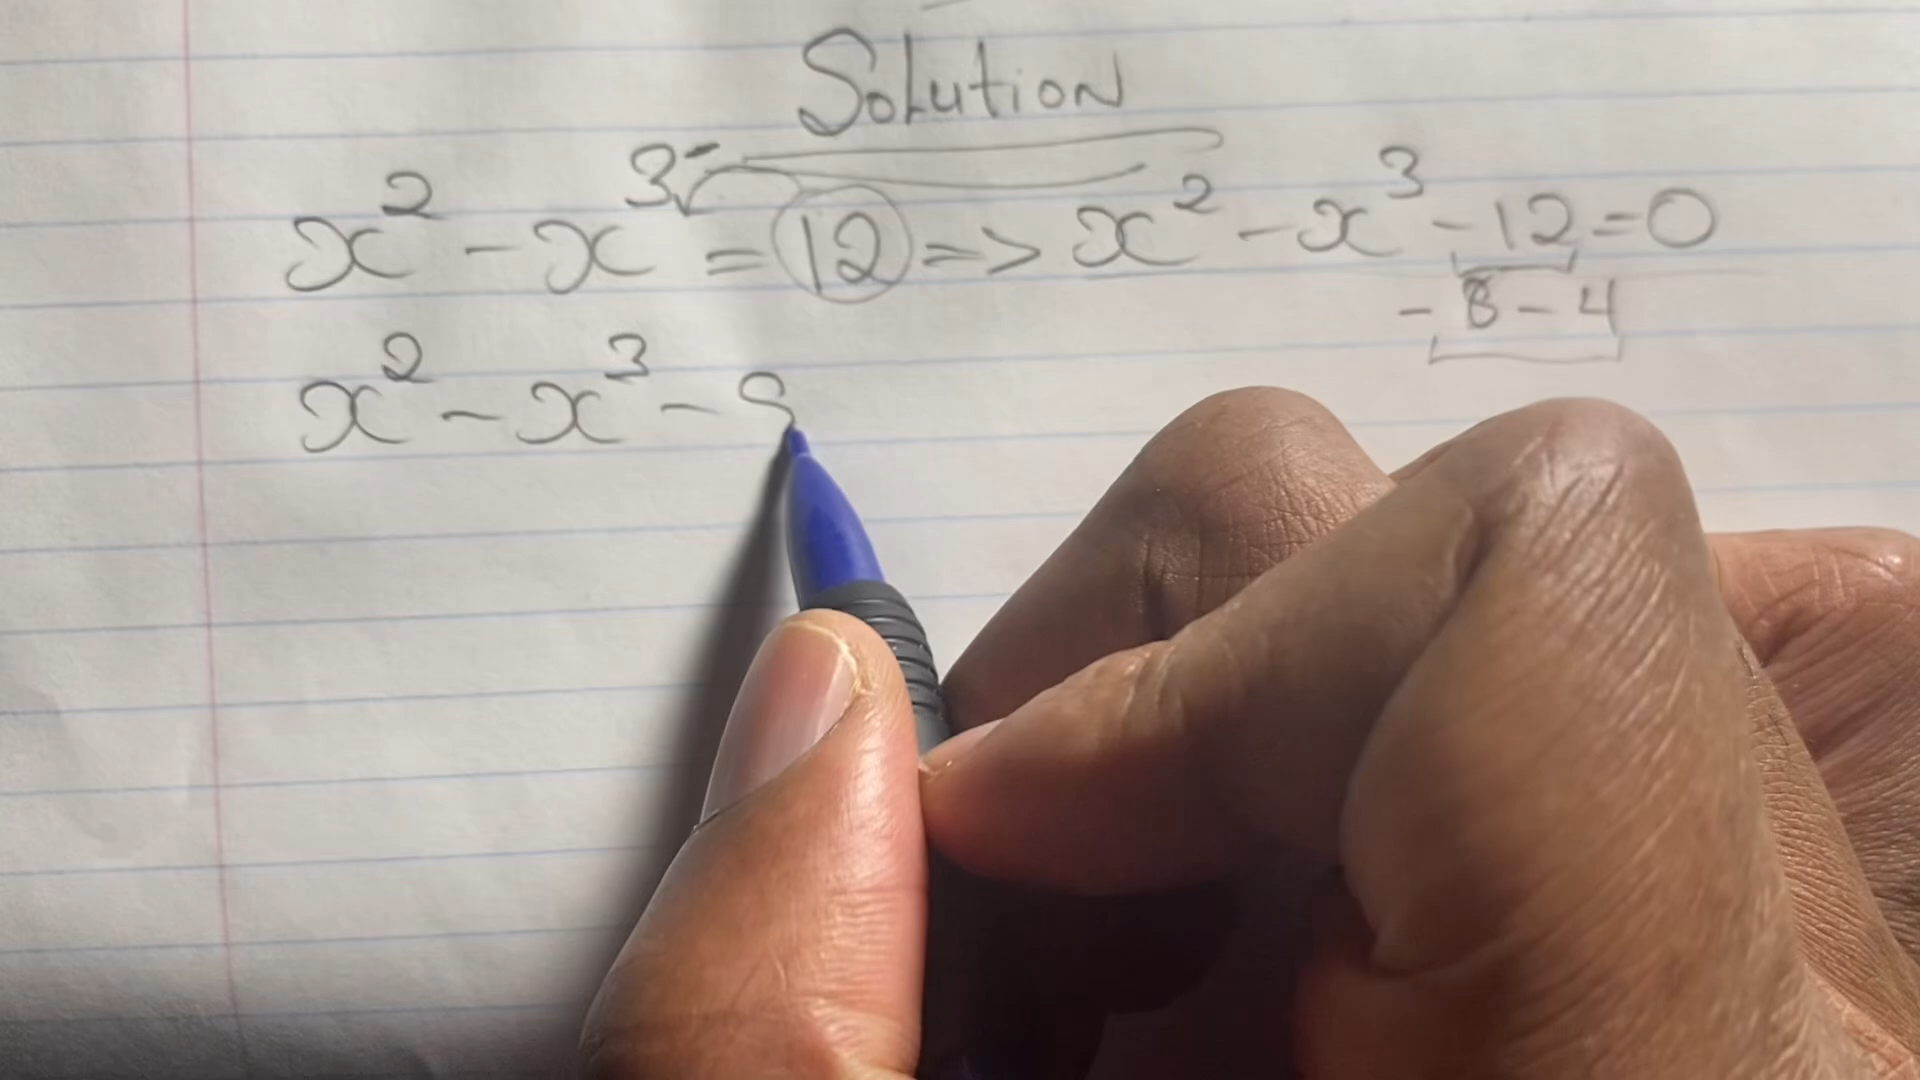 Solution
x² - x³ = 12 => x² - x³ - 12 = 0
- 8 - 4
x² - x³ - 8